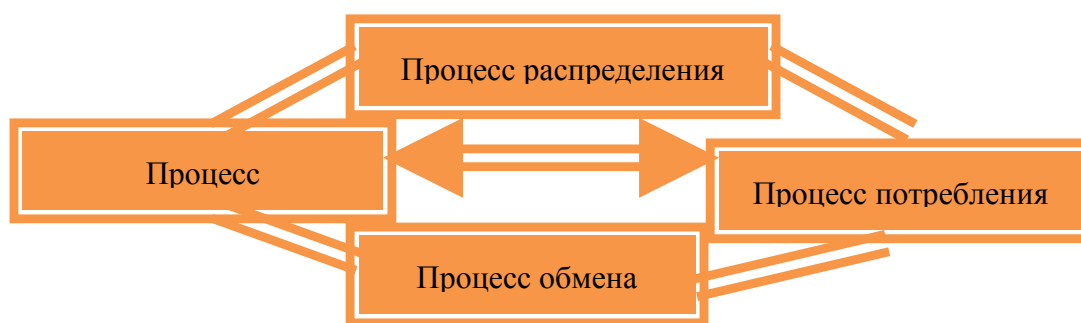 Процесс распределения
Процесс
Процесс потребления
Процесс обмена